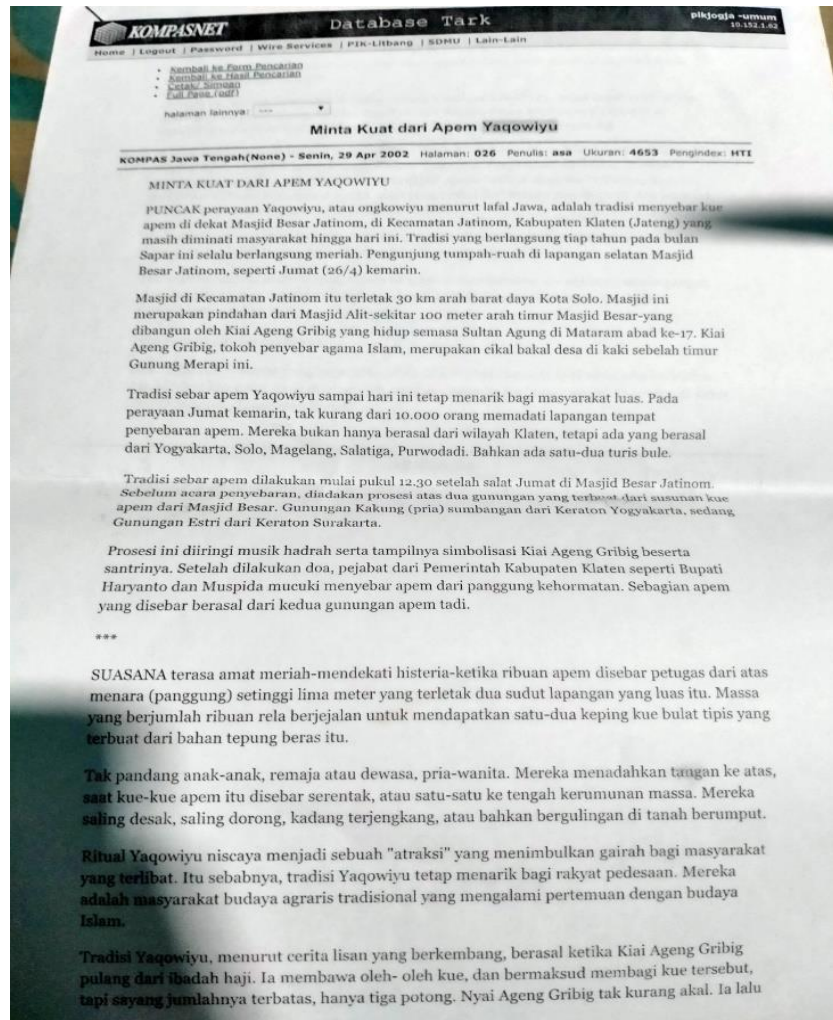 KOMPASNET
Database Tark
pikjogja -umum
10.152.1.62
Home | Logout | Password | Wire Services | PIK-Litbang | SDMU | Lain-Lain
Kembali ke Form Pencarian
Kembali ke Hasil Pencarian
Cetak/ Simpan
Full Page (pdf)
halaman lainnya: ---
Minta Kuat dari Apem Yaqowiyu
KOMPAS Jawa Tengah(None) - Senin, 29 Apr 2002 Halaman: 026 Penulis: asa Ukuran: 4653 Pengindex: HTI
MINTA KUAT DARI APEM YAQOWIYU
PUNCAK perayaan Yaqowiyu, atau ongkowiyu menurut lafal Jawa, adalah tradisi menyebar kue
apem di dekat Masjid Besar Jatinom, di Kecamatan Jatinom, Kabupaten Klaten (Jateng) yang
masih diminati masyarakat hingga hari ini. Tradisi yang berlangsung tiap tahun pada bulan
Sapar ini selalu berlangsung meriah. Pengunjung tumpah-ruah di lapangan selatan Masjid
Besar Jatinom, seperti Jumat (26/4) kemarin.
Masjid di Kecamatan Jatinom itu terletak 30 km arah barat daya Kota Solo. Masjid ini
merupakan pindahan dari Masjid Alit-sekitar 100 meter arah timur Masjid Besar-yang
dibangun oleh Kiai Ageng Gribig yang hidup semasa Sultan Agung di Mataram abad ke-17. Kiai
Ageng Gribig, tokoh penyebar agama Islam, merupakan cikal bakal desa di kaki sebelah timur
Gunung Merapi ini.
Tradisi sebar apem Yaqowiyu sampai hari ini tetap menarik bagi masyarakat luas. Pada
perayaan Jumat kemarin, tak kurang dari 10.000 orang memadati lapangan tempat
penyebaran apem. Mereka bukan hanya berasal dari wilayah Klaten, tetapi ada yang berasal
dari Yogyakarta, Solo, Magelang, Salatiga, Purwodadi. Bahkan ada satu-dua turis bule.
Tradisi sebar apem dilakukan mulai pukul 12.30 setelah salat Jumat di Masjid Besar Jatinom.
Sebelum acara penyebaran, diadakan prosesi atas dua gunungan yang terbuat dari susunan kue
apem dari Masjid Besar. Gunungan Kakung (pria) sumbangan dari Keraton Yogyakarta, sedang
Gunungan Estri dari Keraton Surakarta.
Prosesi ini diiringi musik hadrah serta tampilnya simbolisasi Kiai Ageng Gribig beserta
santrinya. Setelah dilakukan doa, pejabat dari Pemerintah Kabupaten Klaten seperti Bupati
Haryanto dan Muspida mucuki menyebar apem dari panggung kehormatan. Sebagian apem
yang disebar berasal dari kedua gunungan apem tadi.
***
SUASANA terasa amat meriah-mendekati histeria-ketika ribuan apem disebar petugas dari atas
menara (panggung) setinggi lima meter yang terletak dua sudut lapangan yang luas itu. Massa
yang berjumlah ribuan rela berjejalan untuk mendapatkan satu-dua keping kue bulat tipis yang
terbuat dari bahan tepung beras itu.
Tak pandang anak-anak, remaja atau dewasa, pria-wanita. Mereka menadahkan tangan ke atas,
saat kue-kue apem itu disebar serentak, atau satu-satu ke tengah kerumunan massa. Mereka
saling desak, saling dorong, kadang terjengkang, atau bahkan bergulingan di tanah berumput.
Ritual Yaqowiyu niscaya menjadi sebuah "atraksi" yang menimbulkan gairah bagi masyarakat
yang terlibat. Itu sebabnya, tradisi Yaqowiyu tetap menarik bagi rakyat pedesaan. Mereka
adalah masyarakat budaya agraris tradisional yang mengalami pertemuan dengan budaya
Islam.
Tradisi Yaqowiyu, menurut cerita lisan yang berkembang, berasal ketika Kiai Ageng Gribig
pulang dari ibadah haji. Ia membawa oleh- oleh kue, dan bermaksud membagi kue tersebut,
tapi sayang jumlahnya terbatas, hanya tiga potong. Nyai Ageng Gribig tak kurang akal. Ia lalu